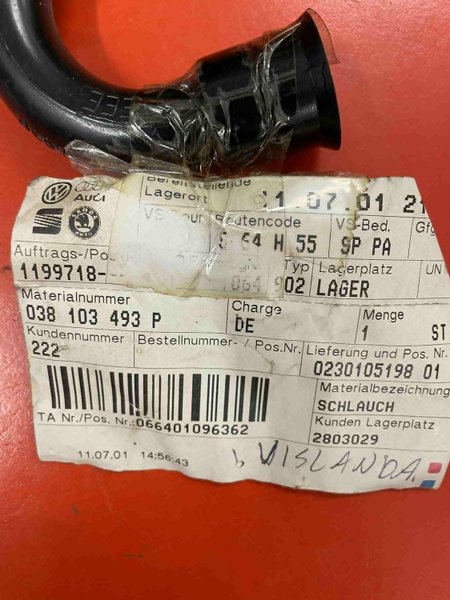 Bereitstellende
Lagerort
11.07.01 21
AUDI
SKODA
Routencode
VS-Bed.
64 H 55
SP PA
Auftrags-/Pos
Typ
Lagerplatz
UN
1199718-
064 902
LAGER
Materialnummer
Charge
Menge
038 103 493 P
DE
1
ST
Kundennummer
Bestellnummer- / Pos.Nr.
Lieferung und Pos. Nr.
222
0230105198 01
Materialbezeichnung
SCHLAUCH
TA Nr./Pos. Nr.:066401096362
Kunden Lagerplatz
2803029
11.07.01 14:56:43
VISLANDA